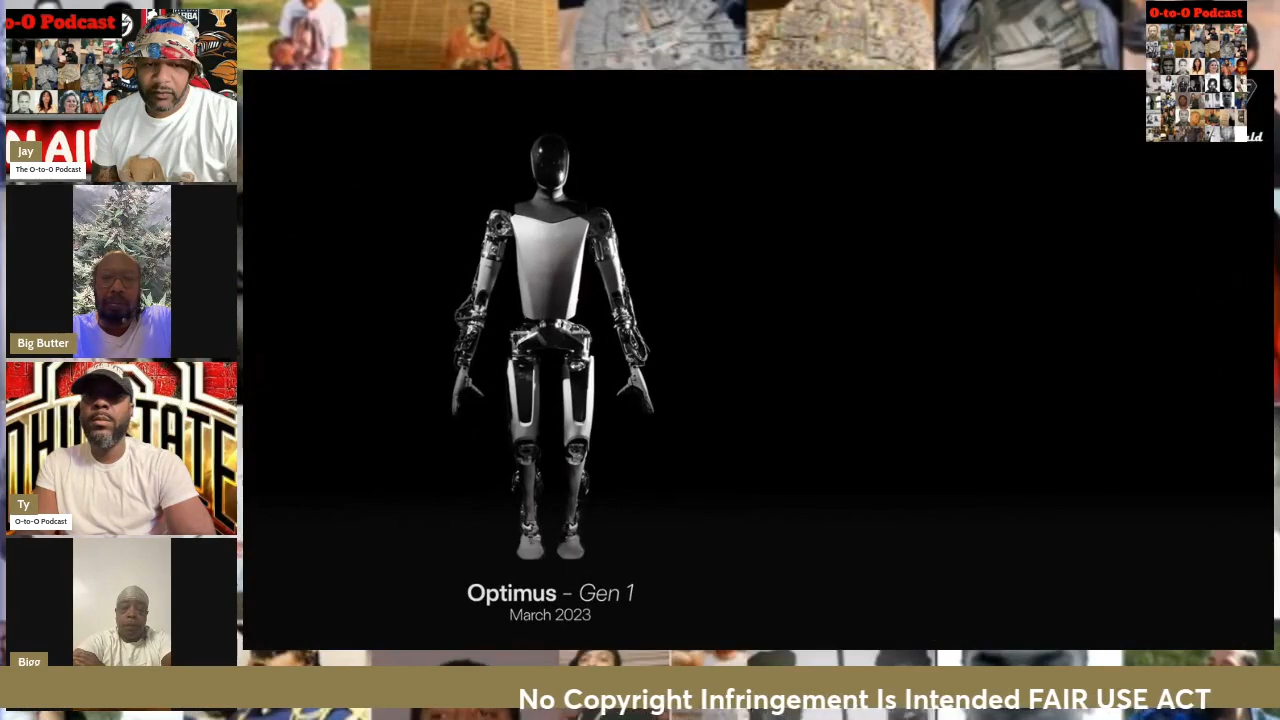 o-O Podcast
Jay
The O-to-O Podcast
Big Butter
Ty
O-to-O Podcast
Bigg
O-to-O Podcast
Optimus – Gen 1
March 2023
No Copyright Infringement Is Intended FAIR USE ACT